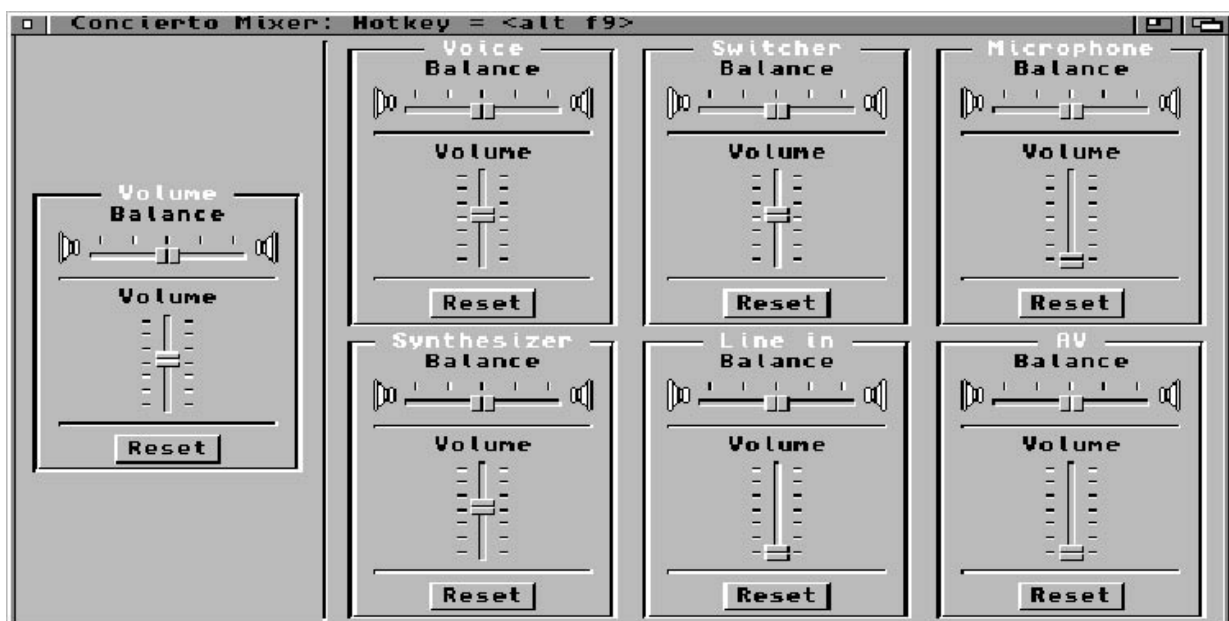 Concierto Mixer: Hotkey = <alt f9>
Volume
Balance
Volume
Reset
Voice
Balance
Volume
Reset
Switcher
Balance
Volume
Reset
Microphone
Balance
Volume
Reset
Synthesizer
Balance
Volume
Reset
Line in
Balance
Volume
Reset
AV
Balance
Volume
Reset